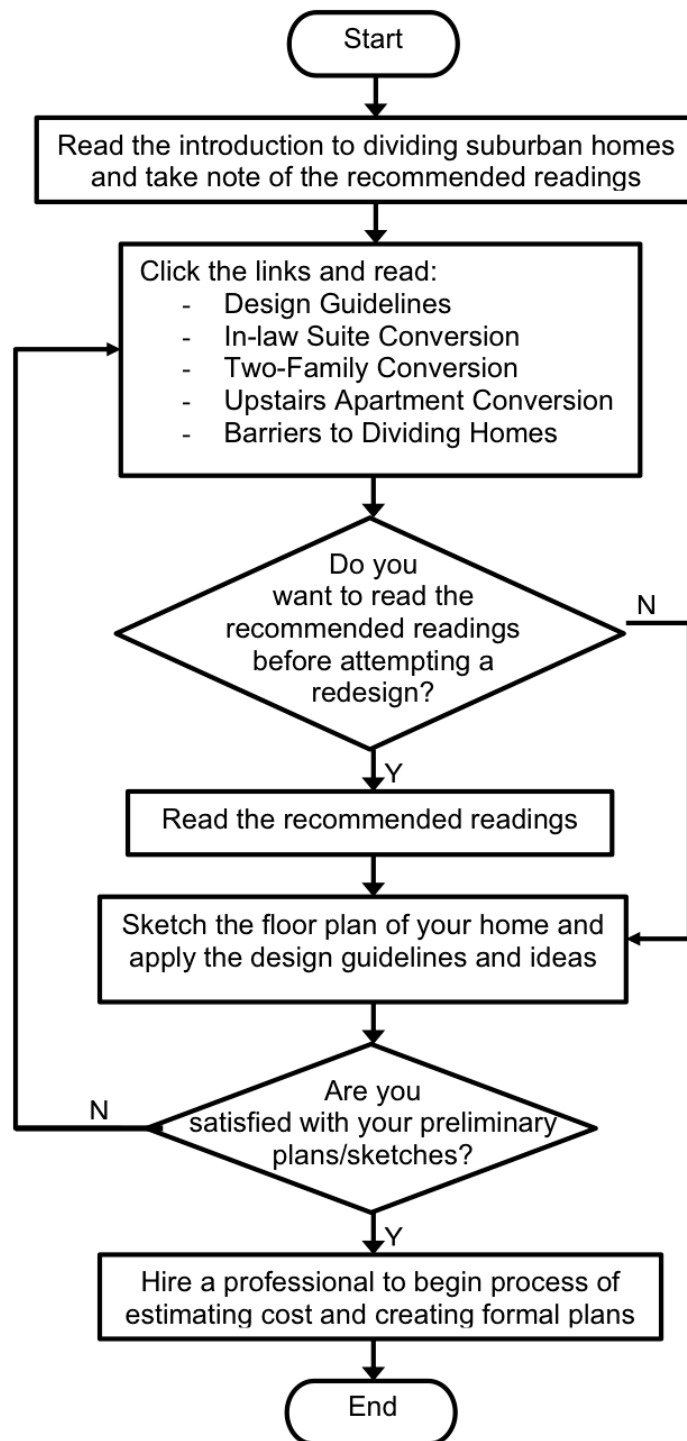 Start
Read the introduction to dividing suburban homes
and take note of the recommended readings
Click the links and read:
- Design Guidelines
- In-law Suite Conversion
- Two-Family Conversion
- Upstairs Apartment Conversion
- Barriers to Dividing Homes
Do you
want to read the
recommended readings
before attempting a
redesign?
N
Y
Read the recommended readings
Sketch the floor plan of your home and
apply the design guidelines and ideas
Are you
satisfied with your preliminary
plans/sketches?
N
Y
Hire a professional to begin process of
estimating cost and creating formal plans
End